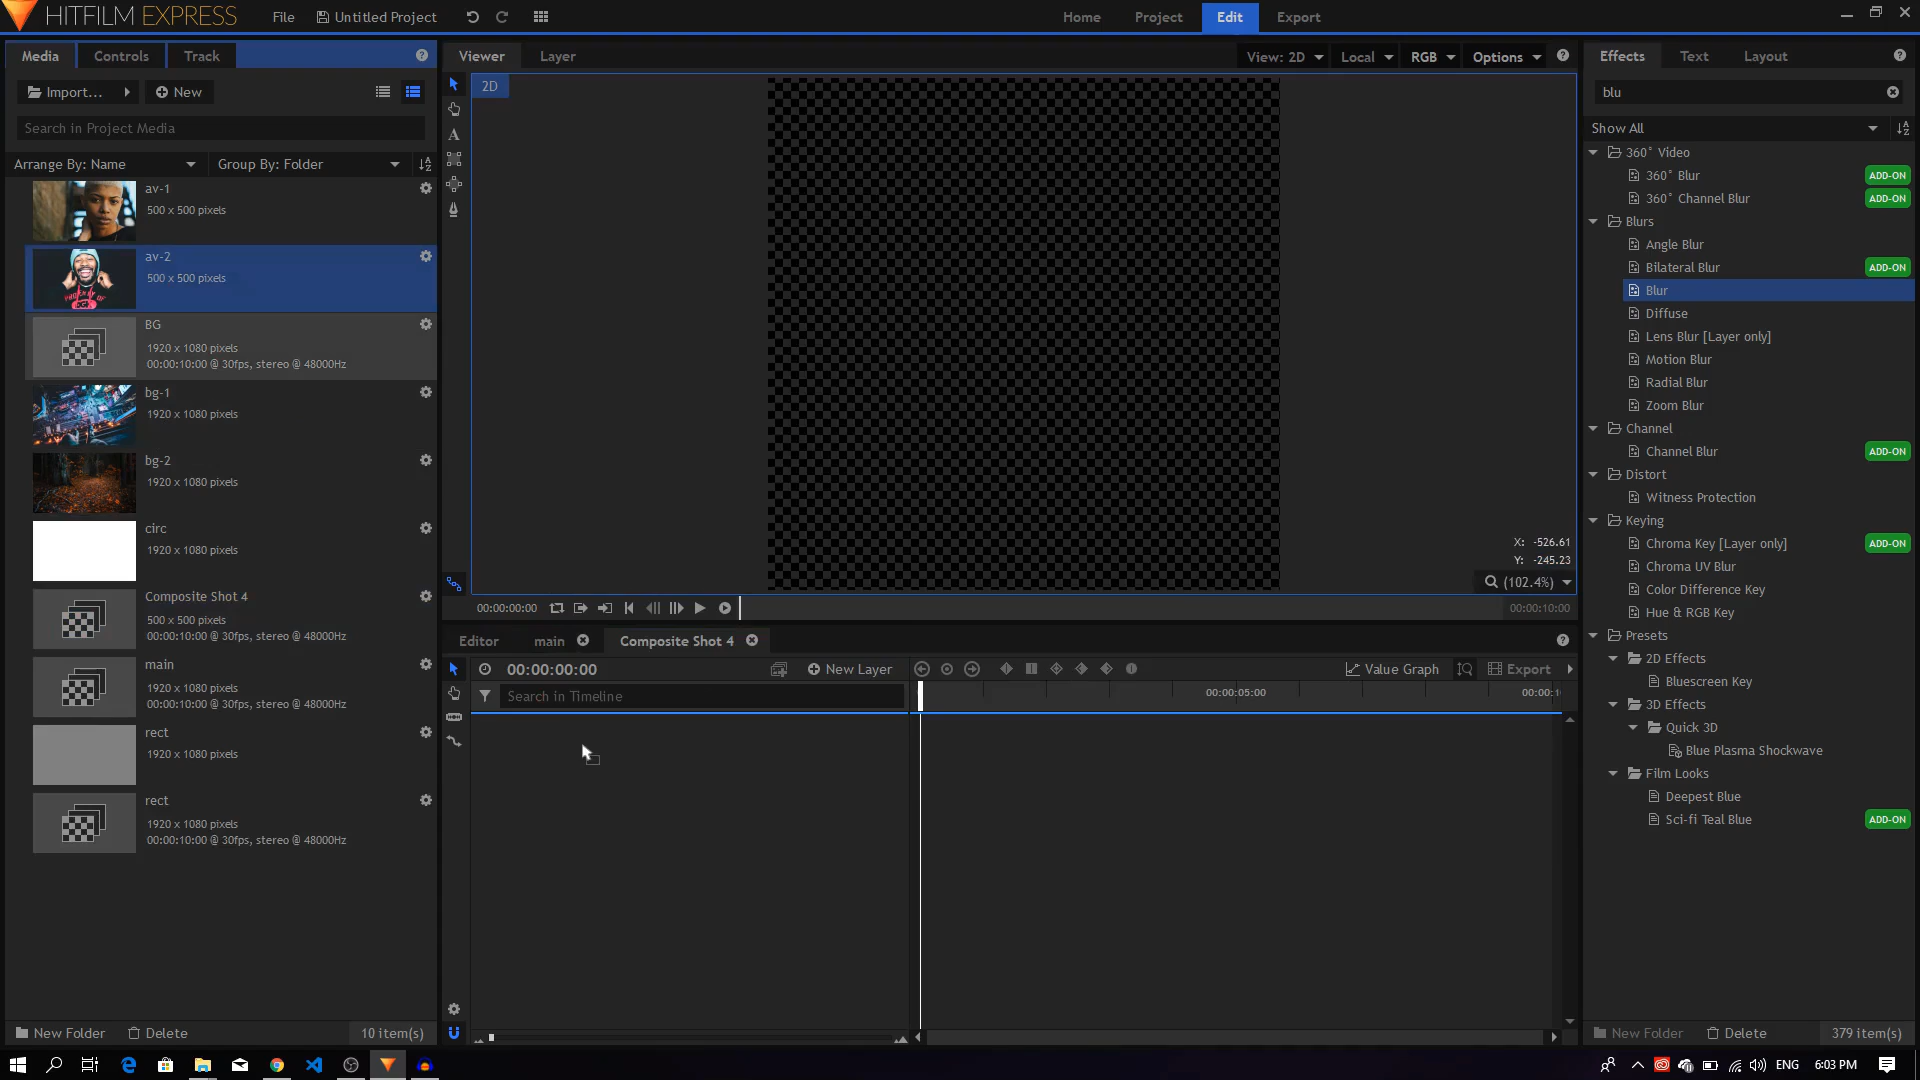 HITFILM EXPRESS
File
Untitled Project
Home
Project
Edit
Export
Media
Controls
Track
Import...
New
Search in Project Media
Arrange By: Name
Group By: Folder
av-1
500 x 500 pixels
av-2
500 x 500 pixels
BG
1920 x 1080 pixels
00:00:10:00 @ 30fps, stereo @ 48000Hz
bg-1
1920 x 1080 pixels
bg-2
1920 x 1080 pixels
circ
1920 x 1080 pixels
Composite Shot 4
500 x 500 pixels
00:00:10:00 @ 30fps, stereo @ 48000Hz
main
1920 x 1080 pixels
00:00:10:00 @ 30fps, stereo @ 48000Hz
rect
1920 x 1080 pixels
rect
1920 x 1080 pixels
00:00:10:00 @ 30fps, stereo @ 48000Hz
New Folder
Delete
10 item(s)
Viewer
Layer
View: 2D
Local
RGB
Options
2D
X: -526.61
Y: -245.23
(102.4%)
00:00:00:00
00:00:10:00
Editor
main
Composite Shot 4
00:00:00:00
New Layer
Value Graph
Export
Search in Timeline
00:00:05:00
00:00:1
Effects
Text
Layout
blu
Show All
360° Video
360° Blur ADD-ON
360° Channel Blur ADD-ON
Blurs
Angle Blur
Bilateral Blur ADD-ON
Blur
Diffuse
Lens Blur [Layer only]
Motion Blur
Radial Blur
Zoom Blur
Channel
Channel Blur ADD-ON
Distort
Witness Protection
Keying
Chroma Key [Layer only] ADD-ON
Chroma UV Blur
Color Difference Key
Hue & RGB Key
Presets
2D Effects
Bluescreen Key
3D Effects
Quick 3D
Blue Plasma Shockwave
Film Looks
Deepest Blue
Sci-fi Teal Blue ADD-ON
New Folder
Delete
379 item(s)
ENG
6:03 PM